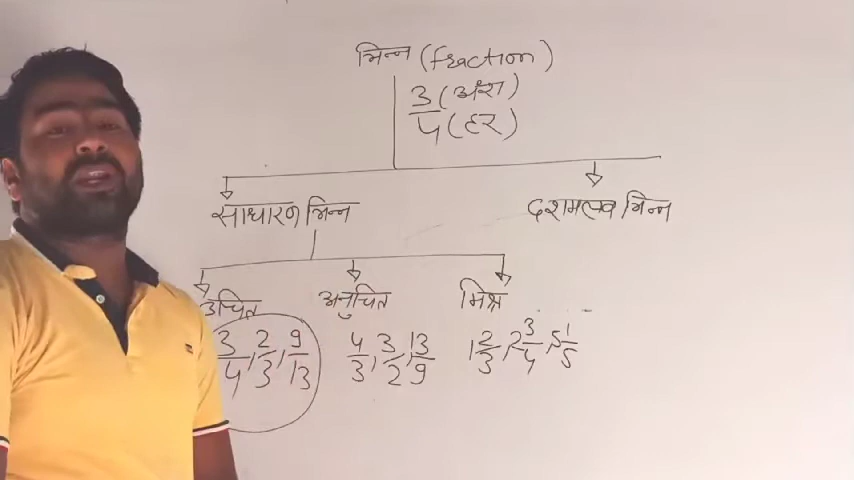 भिन्न (fraction)
3 (अंश)
4 (हर)
साधारण भिन्न दशमलव भिन्न
उचित अनुचित मिश्र
3/4, 2/3, 9/13 4/3, 3/2, 13/9 1 2/3, 2 3/4, 5 1/5